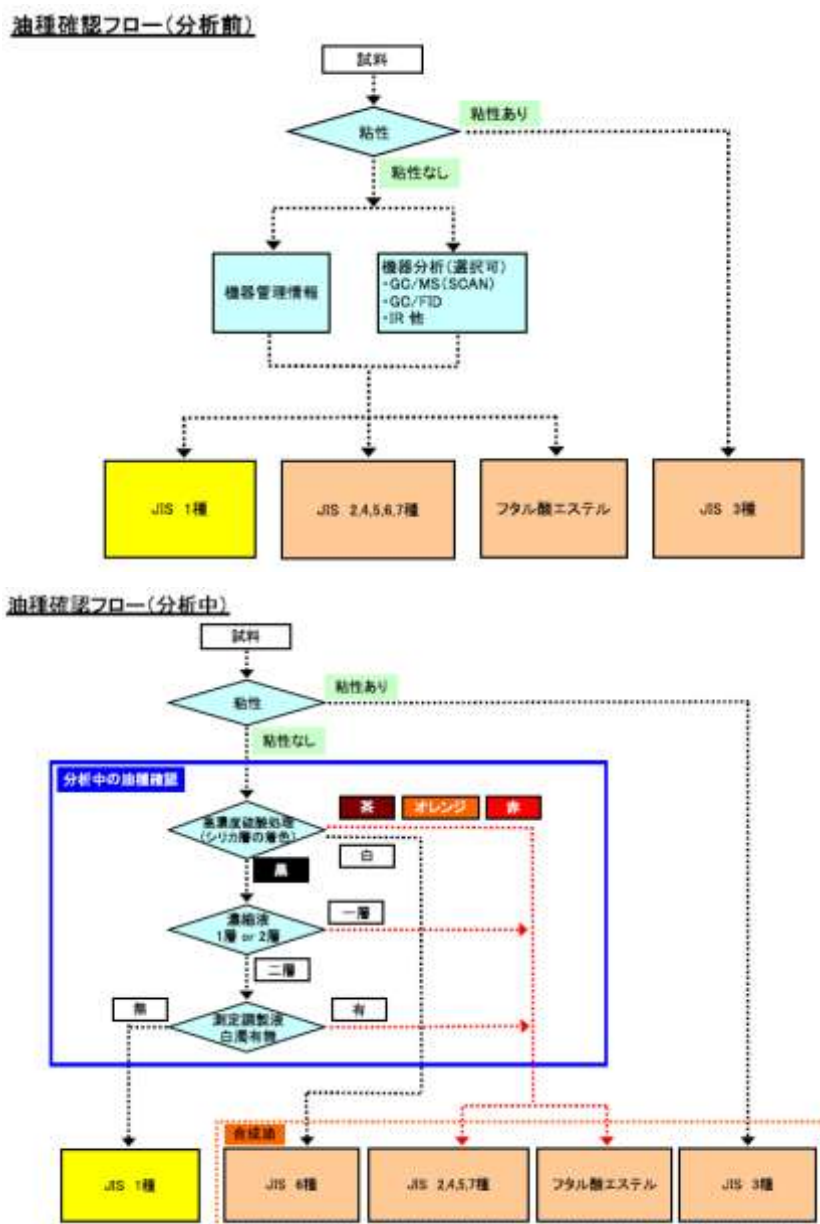 油種確認フロー(分析前)
試料
粘性
粘性あり
粘性なし
機器管理情報
機器分析(選択可)
・GC/MS(SCAN)
・GC/FID
・IR 他
JIS 1種
JIS 2,4,5,6,7種
フタル酸エステル
JIS 3種
油種確認フロー(分析中)
試料
粘性
粘性あり
粘性なし
分析中の油種確認
高濃度硫酸処理
(シリカ層の着色)
茶
オレンジ
赤
白
黒
濃縮液
1層 or 2層
一層
二層
無
測定調製液
白濁有無
有
合成油
JIS 1種
JIS 6種
JIS 2,4,5,7種
フタル酸エステル
JIS 3種